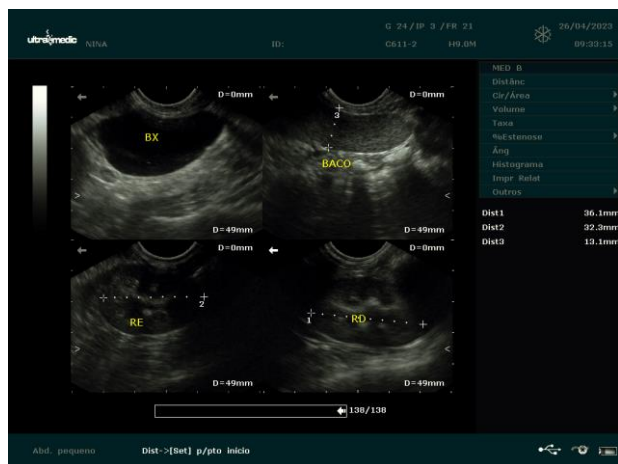 G 24/IP 3 /FR 21
26/04/2023
ultramedic
NINA
ID:
C611-2
H9.0M
09:33:15
MED B
Distânc
Cir/Área
Volume
Taxa
%Estenose
Âng
Histograma
Impr Relat
Outros
D=0mm
BX
D=49mm
D=0mm
3
BACO
D=49mm
Dist1 36.1mm
Dist2 32.3mm
Dist3 13.1mm
D=0mm
2
RE
D=49mm
D=0mm
1
RD
D=49mm
138/138
Abd. pequeno
Dist->[Set] p/pto início